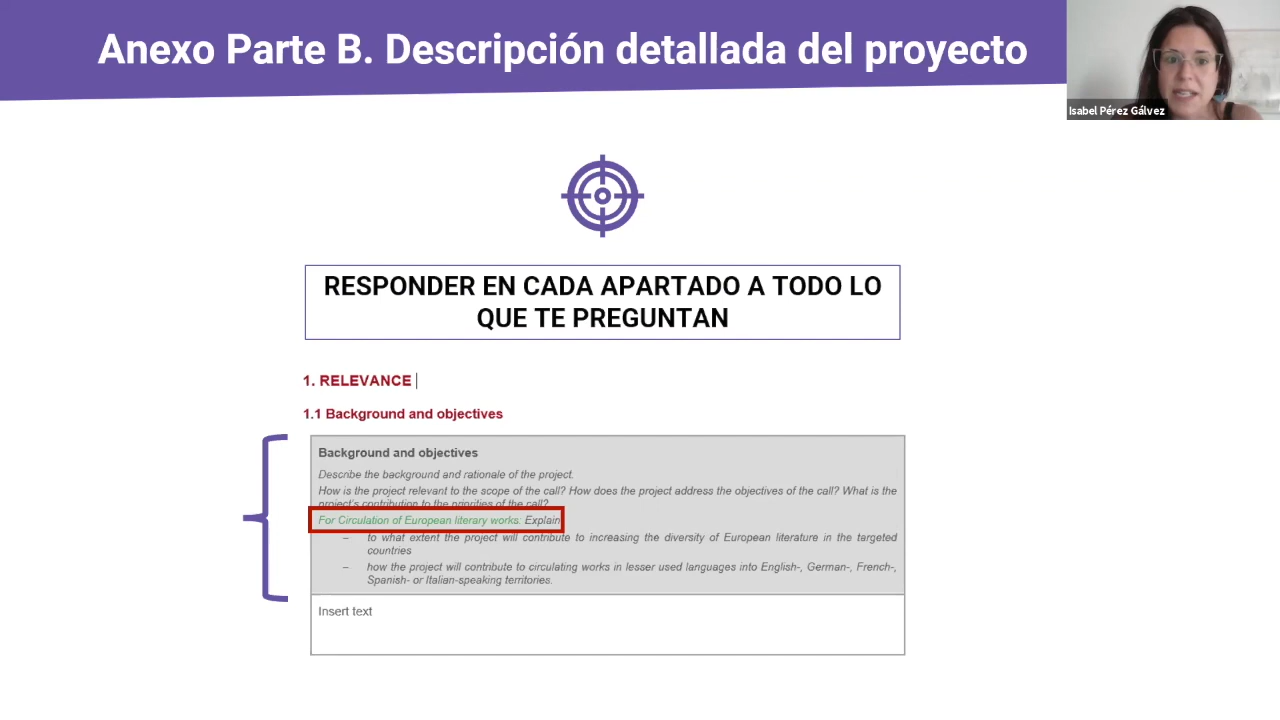 Anexo Parte B. Descripción detallada del proyecto
Isabel Pérez Gálvez
RESPONDER EN CADA APARTADO A TODO LO
QUE TE PREGUNTAN
1. RELEVANCE
1.1 Background and objectives
Background and objectives
Describe the background and rationale of the project.
How is the project relevant to the scope of the call? How does the project address the objectives of the call? What is the
project's contribution to the priorities of the call?
For Circulation of European literary works: Explain
– to what extent the project will contribute to increasing the diversity of European literature in the targeted
countries
– how the project will contribute to circulating works in lesser used languages into English-, German-, French-,
Spanish- or Italian-speaking territories.
Insert text